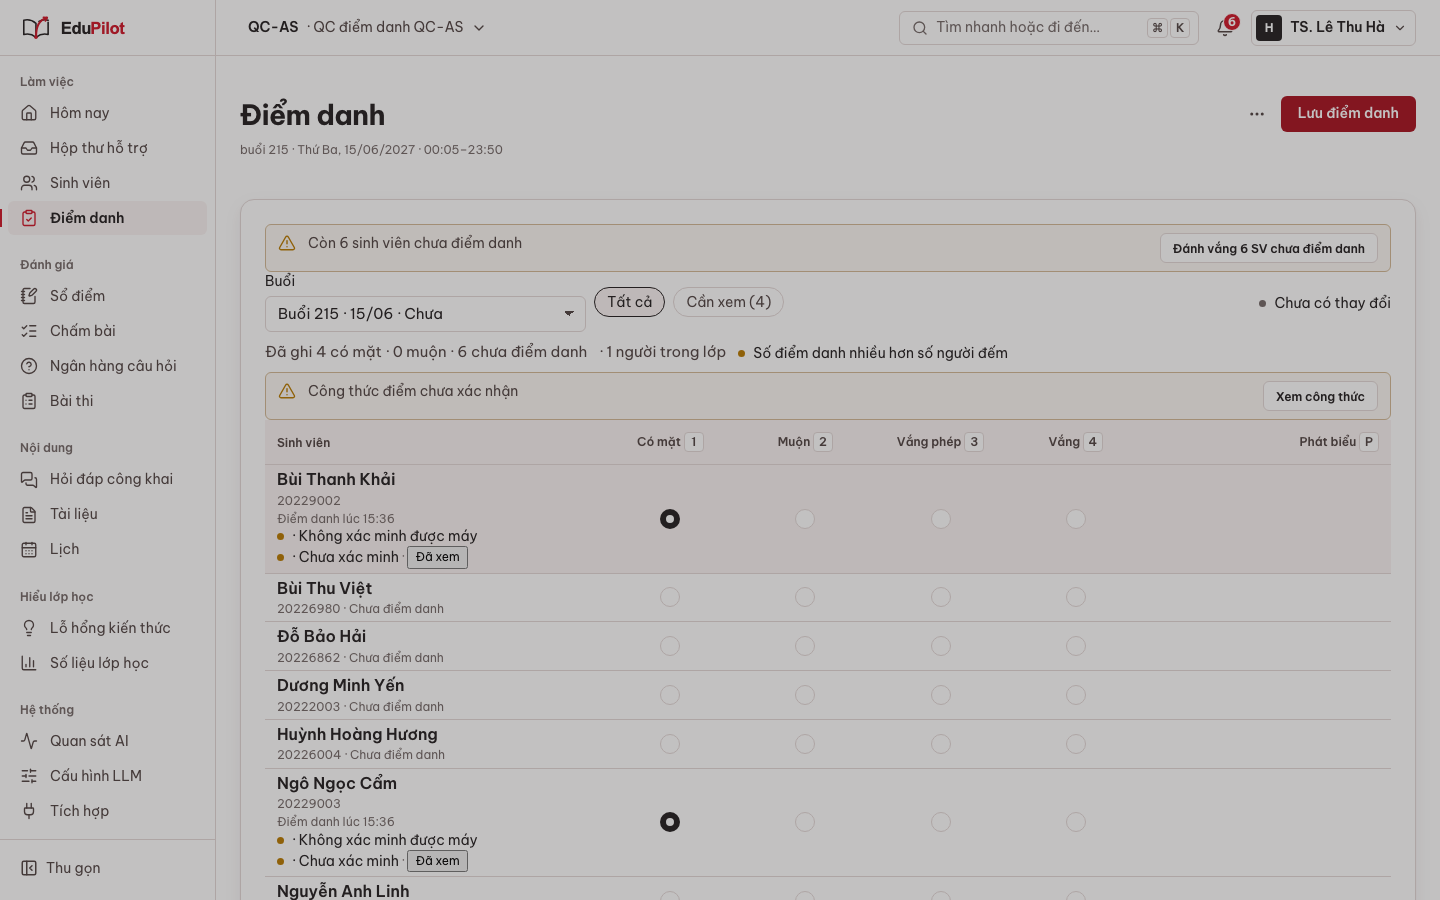 EduPilot
QC-AS · QC điểm danh QC-AS
Tìm nhanh hoặc đi đến...
⌘ K
6
H TS. Lê Thu Hà
Làm việc
Hôm nay
Hộp thư hỗ trợ
Sinh viên
Điểm danh
Đánh giá
Sổ điểm
Chấm bài
Ngân hàng câu hỏi
Bài thi
Nội dung
Hỏi đáp công khai
Tài liệu
Lịch
Hiểu lớp học
Lỗ hổng kiến thức
Số liệu lớp học
Hệ thống
Quan sát AI
Cấu hình LLM
Tích hợp
Thu gọn
Điểm danh
Lưu điểm danh
buổi 215 · Thứ Ba, 15/06/2027 · 00:05–23:50
Còn 6 sinh viên chưa điểm danh
Đánh vắng 6 SV chưa điểm danh
Buổi
Buổi 215 · 15/06 · Chưa
Tất cả
Cần xem (4)
Chưa có thay đổi
Đã ghi 4 có mặt · 0 muộn · 6 chưa điểm danh · 1 người trong lớp
Số điểm danh nhiều hơn số người đếm
Công thức điểm chưa xác nhận
Xem công thức
Sinh viên Có mặt 1 Muộn 2 Vắng phép 3 Vắng 4 Phát biểu P
Bùi Thanh Khải
20229002
Điểm danh lúc 15:36
· Không xác minh được máy
· Chưa xác minh · Đã xem
Bùi Thu Việt
20226980 · Chưa điểm danh
Đỗ Bảo Hải
20226862 · Chưa điểm danh
Dương Minh Yến
20222003 · Chưa điểm danh
Huỳnh Hoàng Hương
20226004 · Chưa điểm danh
Ngô Ngọc Cẩm
20229003
Điểm danh lúc 15:36
· Không xác minh được máy
· Chưa xác minh · Đã xem
Nguyễn Anh Linh